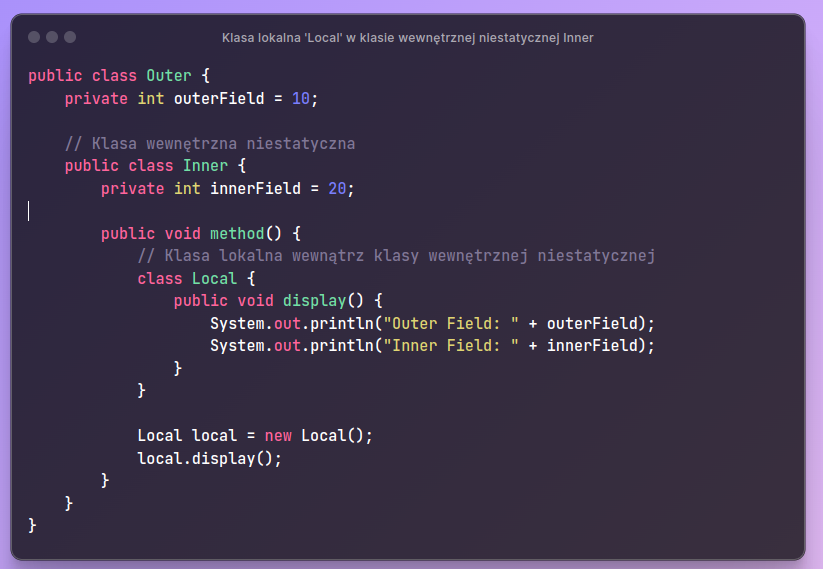 Klasa lokalna 'Local' w klasie wewnętrznej niestatycznej Inner
public class Outer {
    private int outerField = 10;

    // Klasa wewnętrzna niestatyczna
    public class Inner {
        private int innerField = 20;

        public void method() {
            // Klasa lokalna wewnątrz klasy wewnętrznej niestatycznej
            class Local {
                public void display() {
                    System.out.println("Outer Field: " + outerField);
                    System.out.println("Inner Field: " + innerField);
                }
            }

            Local local = new Local();
            local.display();
        }
    }
}